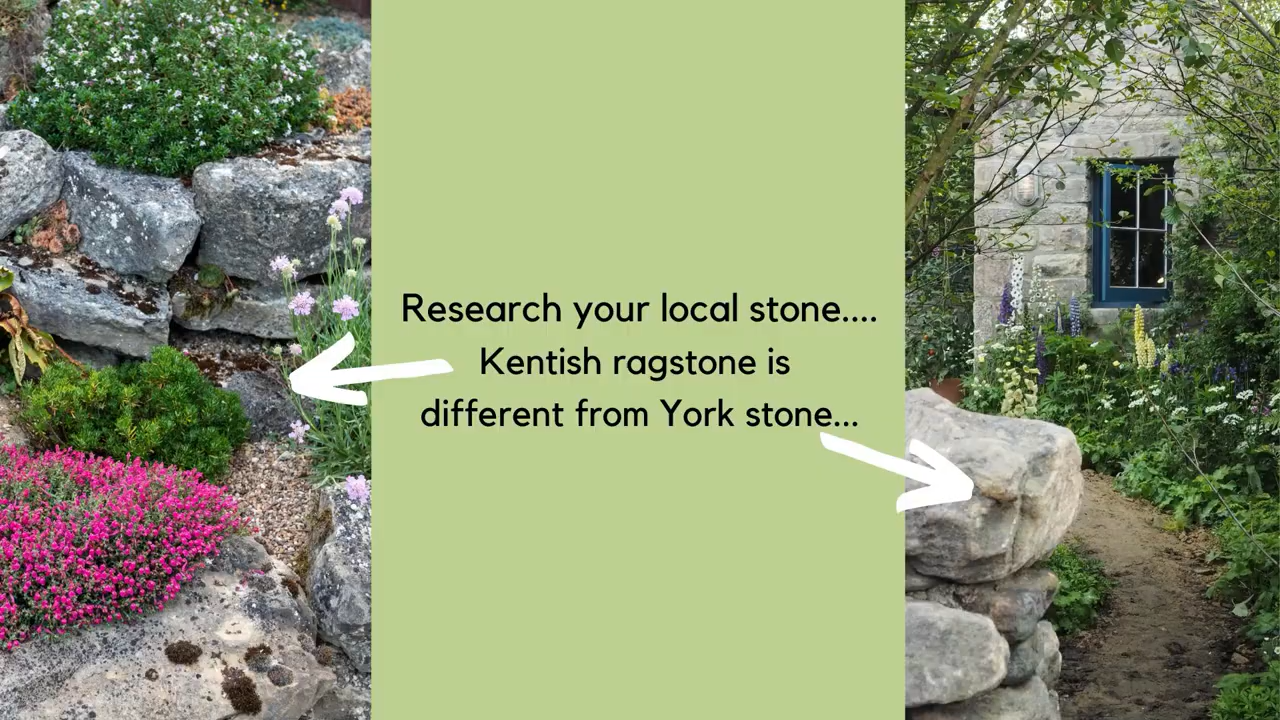 Research your local stone....
Kentish ragstone is
different from York stone...